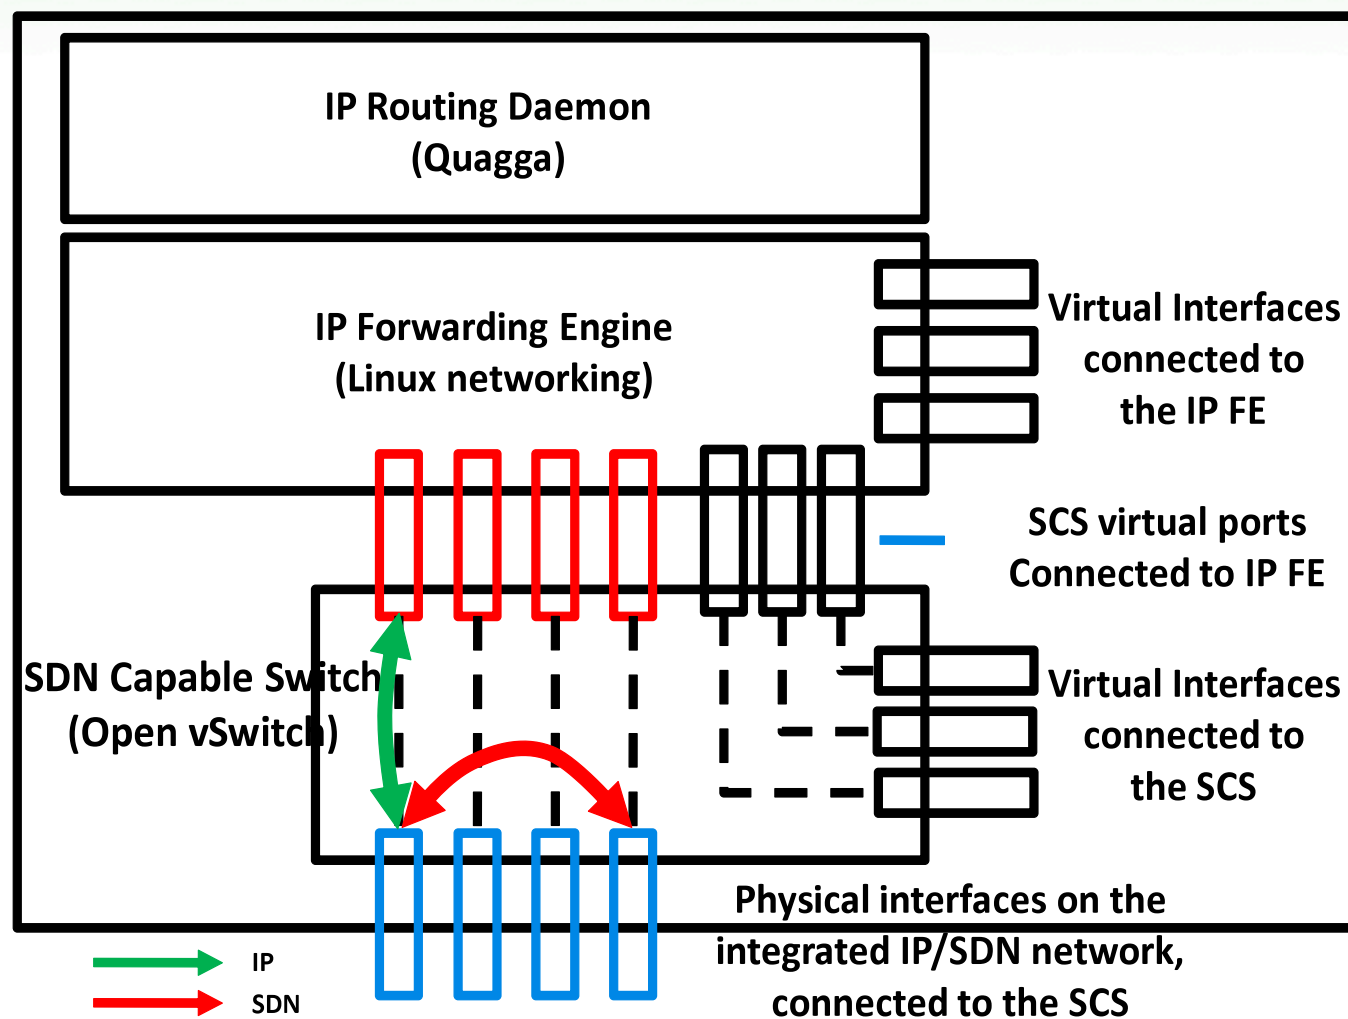 IP Routing Daemon
(Quagga)
IP Forwarding Engine
(Linux networking)
Virtual Interfaces
connected to
the IP FE
SCS virtual ports
Connected to IP FE
SDN Capable Switch
(Open vSwitch)
Virtual Interfaces
connected to
the SCS
Physical interfaces on the
integrated IP/SDN network,
connected to the SCS
IP
SDN